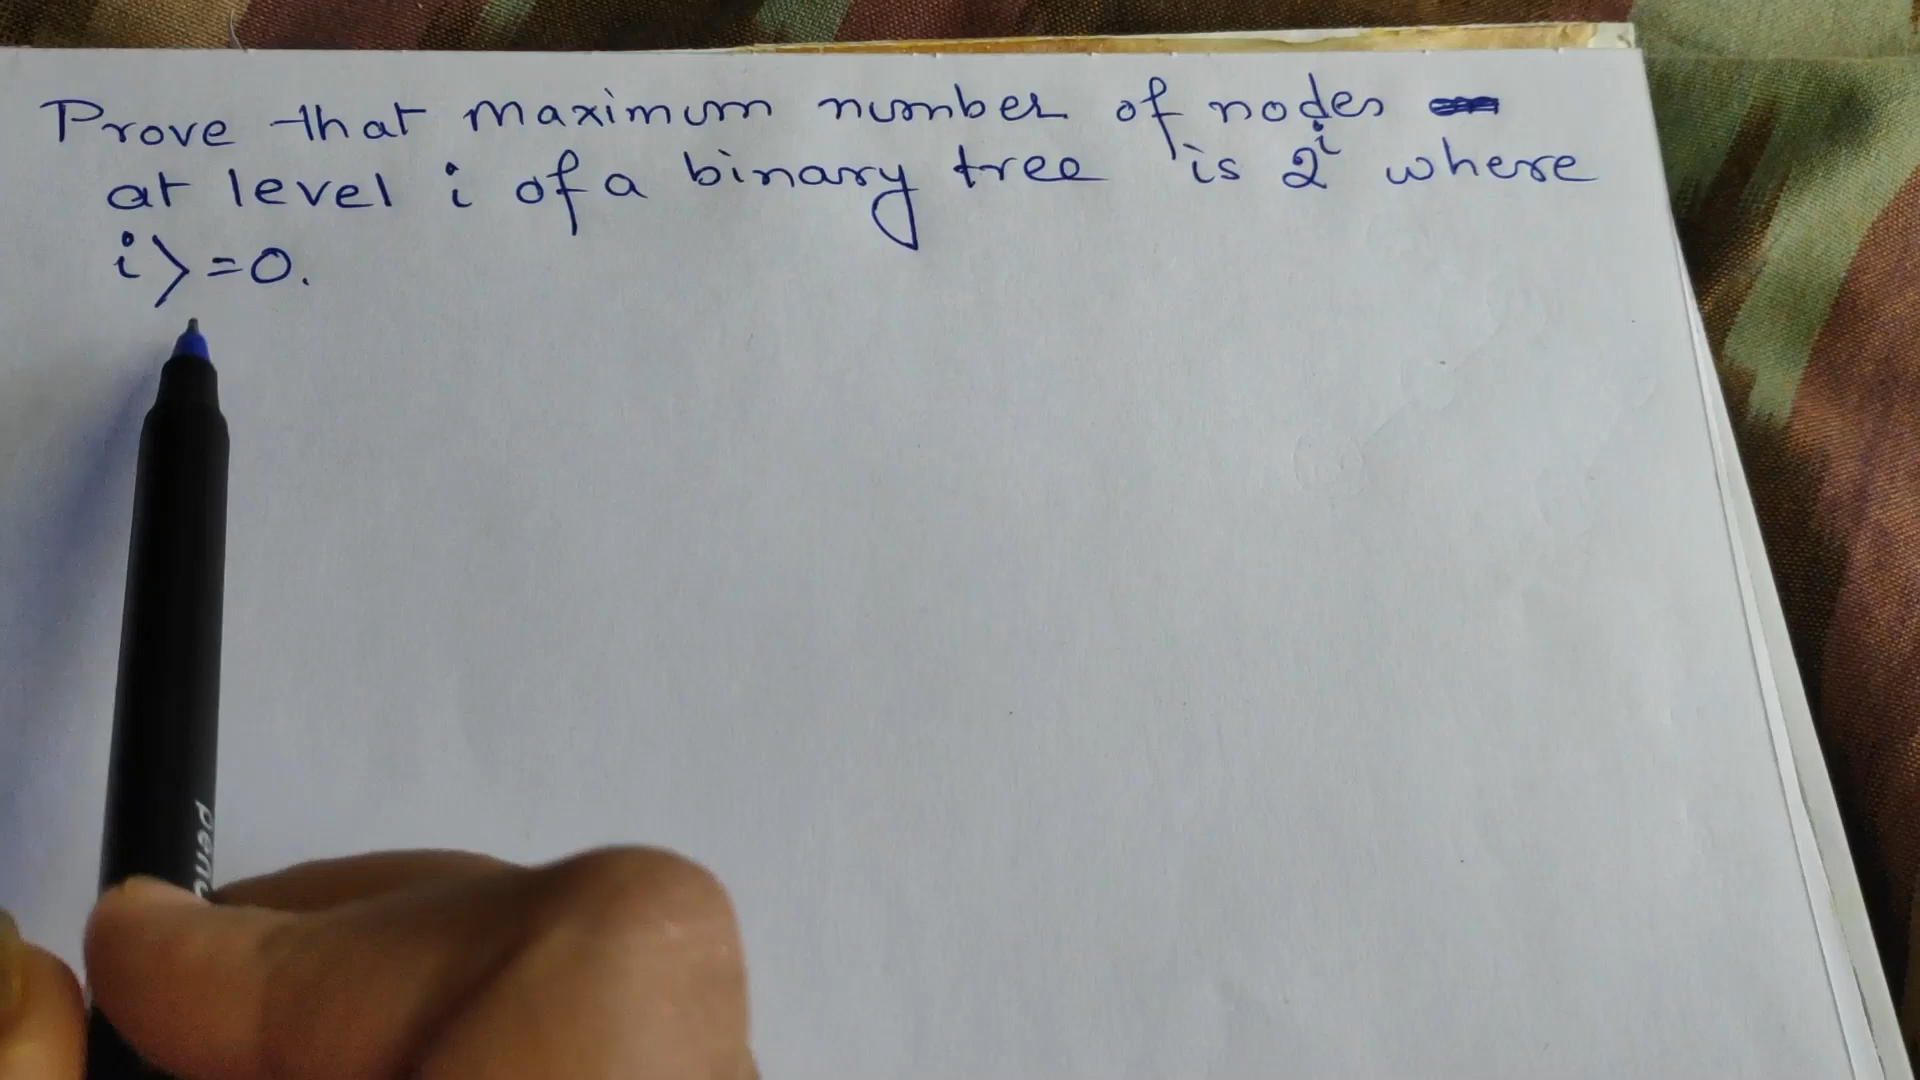 Prove that maximum number of nodes
at level i of a binary tree is 2^i where
i>=0.